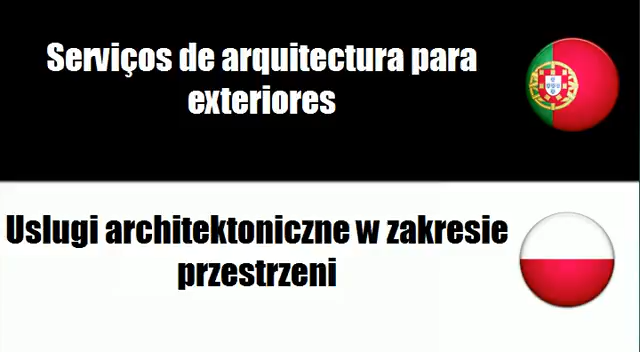 Serviços de arquitectura para
exteriores
Uslugi architektoniczne w zakresie
przestrzeni